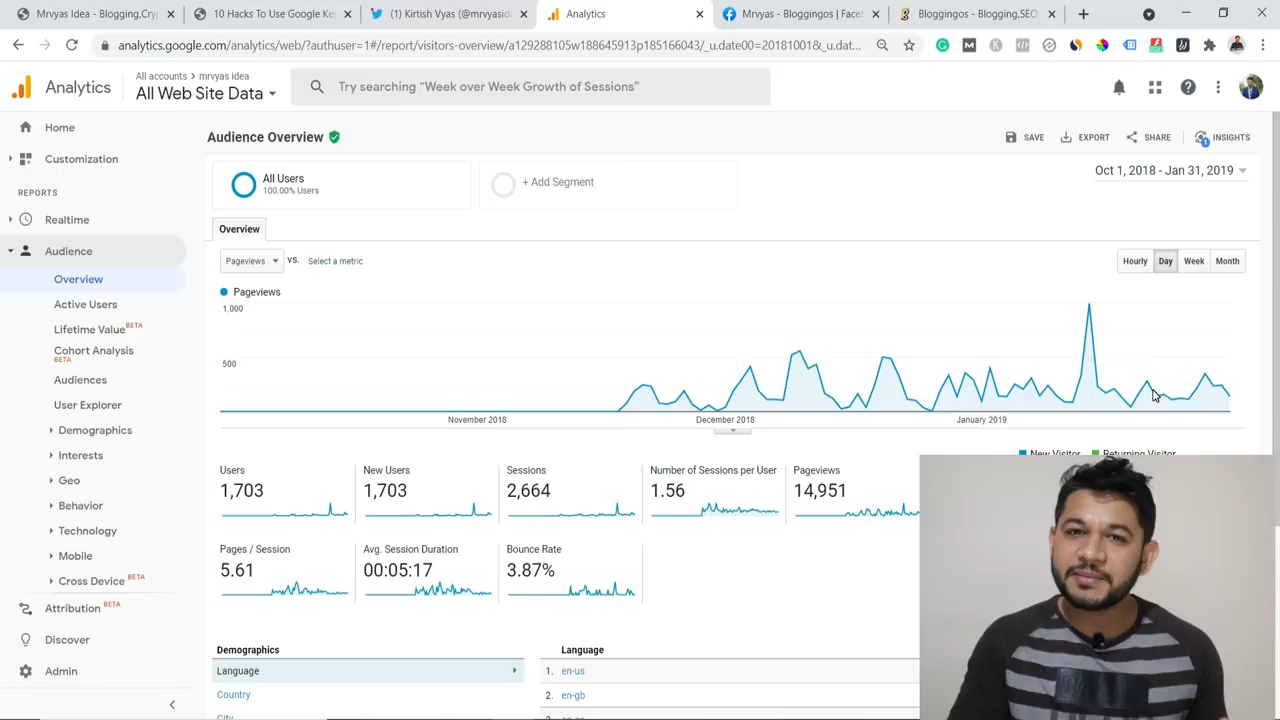 Mrvyas Idea - Blogging,Cryp
10 Hacks To Use Google Ke
(1) Kirtish Vyas (@mrvyasi
Analytics
Mrvyas - Bloggingos | Face
Bloggingos - Blogging,SEO
analytics.google.com/analytics/web/?authuser=1#/report/visitors-overview/a129288105w188645913p185166043/_u.date00=20181001&_u.dat...
Analytics
All accounts > mrvyas idea
All Web Site Data
Try searching “Week over Week Growth of Sessions”
Home
Customization
REPORTS
Realtime
Audience
Overview
Active Users
Lifetime Value BETA
Cohort Analysis
BETA
Audiences
User Explorer
Demographics
Interests
Geo
Behavior
Technology
Mobile
Cross Device BETA
Attribution BETA
Discover
Admin
Audience Overview
SAVE
EXPORT
SHARE
1
INSIGHTS
All Users
100.00% Users
+ Add Segment
Oct 1, 2018 - Jan 31, 2019
Overview
Pageviews
vs.
Select a metric
Hourly
Day
Week
Month
Pageviews
1,000
500
November 2018
December 2018
January 2019
New Visitor
Returning Visitor
Users
1,703
New Users
1,703
Sessions
2,664
Number of Sessions per User
1.56
Pageviews
14,951
Pages / Session
5.61
Avg. Session Duration
00:05:17
Bounce Rate
3.87%
Demographics
Language
Country
City
Language
1. en-us
2. en-gb